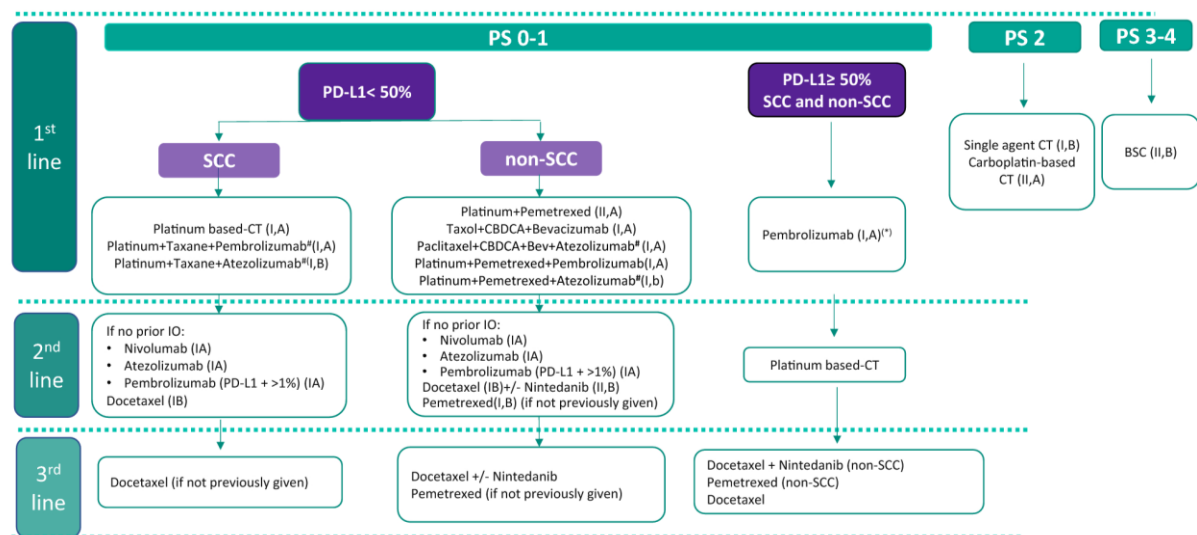 PS 0-1
PS 2
PS 3-4
1st line
PD-L1< 50%
PD-L1≥ 50%
SCC and non-SCC
SCC
non-SCC
Platinum based-CT (I,A)
Platinum+Taxane+Pembrolizumab#(I,A)
Platinum+Taxane+Atezolizumab#(I,B)
Platinum+Pemetrexed (II,A)
Taxol+CBDCA+Bevacizumab (I,A)
Paclitaxel+CBDCA+Bev+Atezolizumab# (I,A)
Platinum+Pemetrexed+Pembrolizumab(I,A)
Platinum+Pemetrexed+Atezolizumab#(I,b)
Pembrolizumab (I,A)(*)
Single agent CT (I,B)
Carboplatin-based
CT (II,A)
BSC (II,B)
2nd line
If no prior IO:
• Nivolumab (IA)
• Atezolizumab (IA)
• Pembrolizumab (PD-L1 + >1%) (IA)
Docetaxel (IB)
If no prior IO:
• Nivolumab (IA)
• Atezolizumab (IA)
• Pembrolizumab (PD-L1 + >1%) (IA)
Docetaxel (IB)+/- Nintedanib (II,B)
Pemetrexed(I,B) (if not previously given)
Platinum based-CT
3rd line
Docetaxel (if not previously given)
Docetaxel +/- Nintedanib
Pemetrexed (if not previously given)
Docetaxel + Nintedanib (non-SCC)
Pemetrexed (non-SCC)
Docetaxel